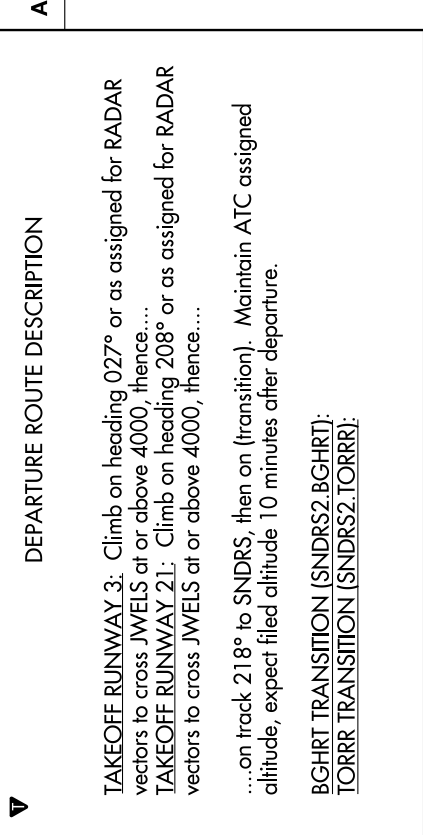 DEPARTURE ROUTE DESCRIPTION
TAKEOFF RUNWAY 3: Climb on heading 027° or as assigned for RADAR
vectors to cross JWELS at or above 4000, thence....
TAKEOFF RUNWAY 21: Climb on heading 208° or as assigned for RADAR
vectors to cross JWELS at or above 4000, thence....
....on track 218° to SNDRS, then on (transition). Maintain ATC assigned
altitude, expect filed altitude 10 minutes after departure.
BGHRT TRANSITION (SNDRS2.BGHRT):
TORRR TRANSITION (SNDRS2.TORRR):
T
A